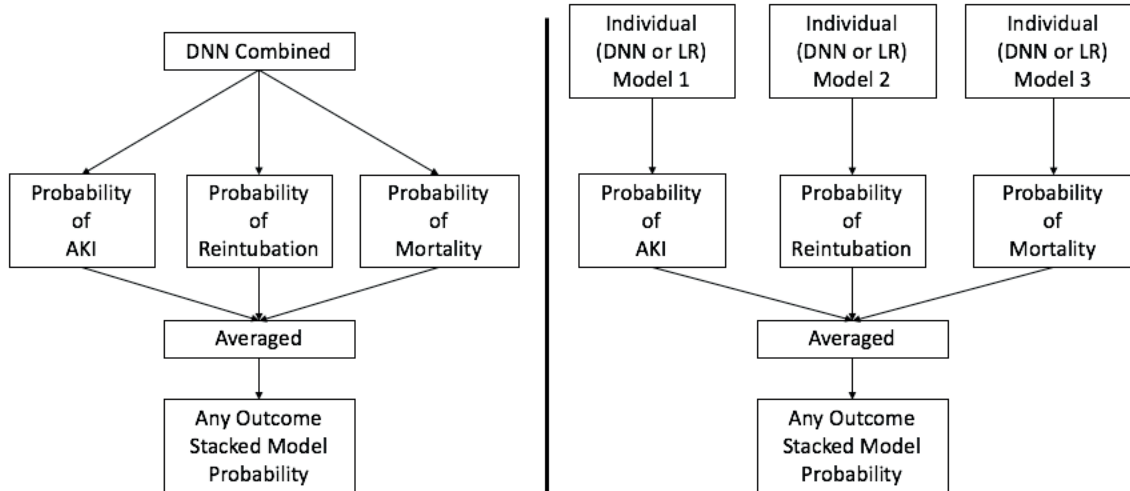 DNN Combined
Probability
of
AKI
Probability
of
Reintubation
Probability
of
Mortality
Averaged
Any Outcome
Stacked Model
Probability
Individual
(DNN or LR)
Model 1
Individual
(DNN or LR)
Model 2
Individual
(DNN or LR)
Model 3
Probability
of
AKI
Probability
of
Reintubation
Probability
of
Mortality
Averaged
Any Outcome
Stacked Model
Probability